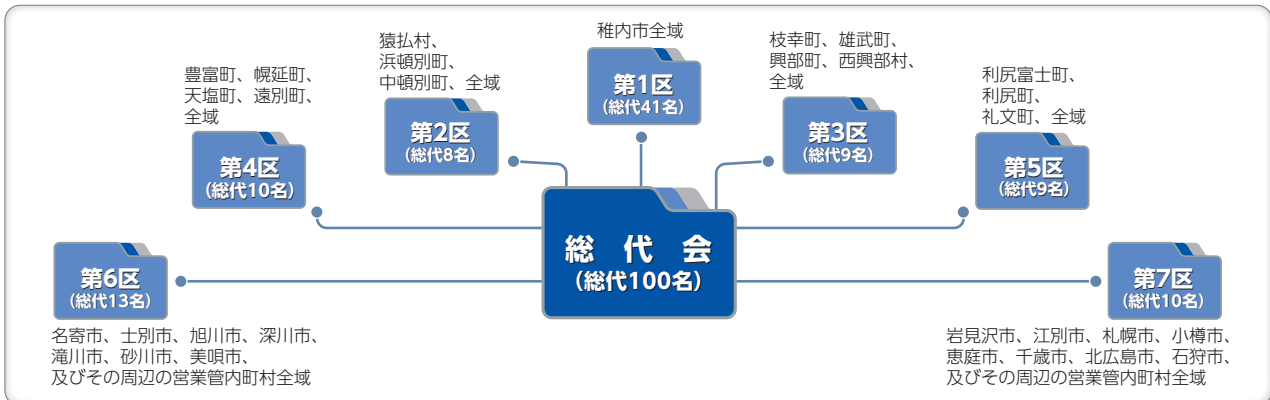 稚内市全域
第1区
(総代41名)
猿払村、
浜頓別町、
中頓別町、全域
第2区
(総代8名)
枝幸町、雄武町、
興部町、西興部村、
全域
第3区
(総代9名)
豊富町、幌延町、
天塩町、遠別町、
全域
第4区
(総代10名)
利尻富士町、
利尻町、
礼文町、全域
第5区
(総代9名)
総代会
(総代100名)
第6区
(総代13名)
名寄市、士別市、旭川市、深川市、
滝川市、砂川市、美唄市、
及びその周辺の営業管内町村全域
第7区
(総代10名)
岩見沢市、江別市、札幌市、小樽市、
恵庭市、千歳市、北広島市、石狩市、
及びその周辺の営業管内町村全域